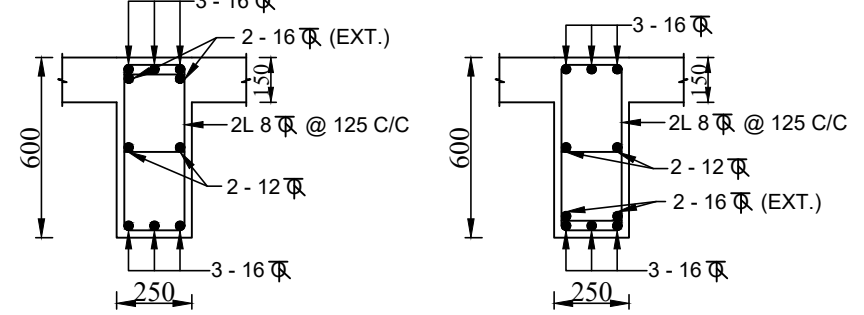 3 - 16 Ꞧ
2 - 16 Ꞧ (EXT.)
150
2L 8 Ꞧ @ 125 C/C
600
2 - 12 Ꞧ
3 - 16 Ꞧ
250
3 - 16 Ꞧ
150
2L 8 Ꞧ @ 125 C/C
600
2 - 12 Ꞧ
2 - 16 Ꞧ (EXT.)
3 - 16 Ꞧ
250